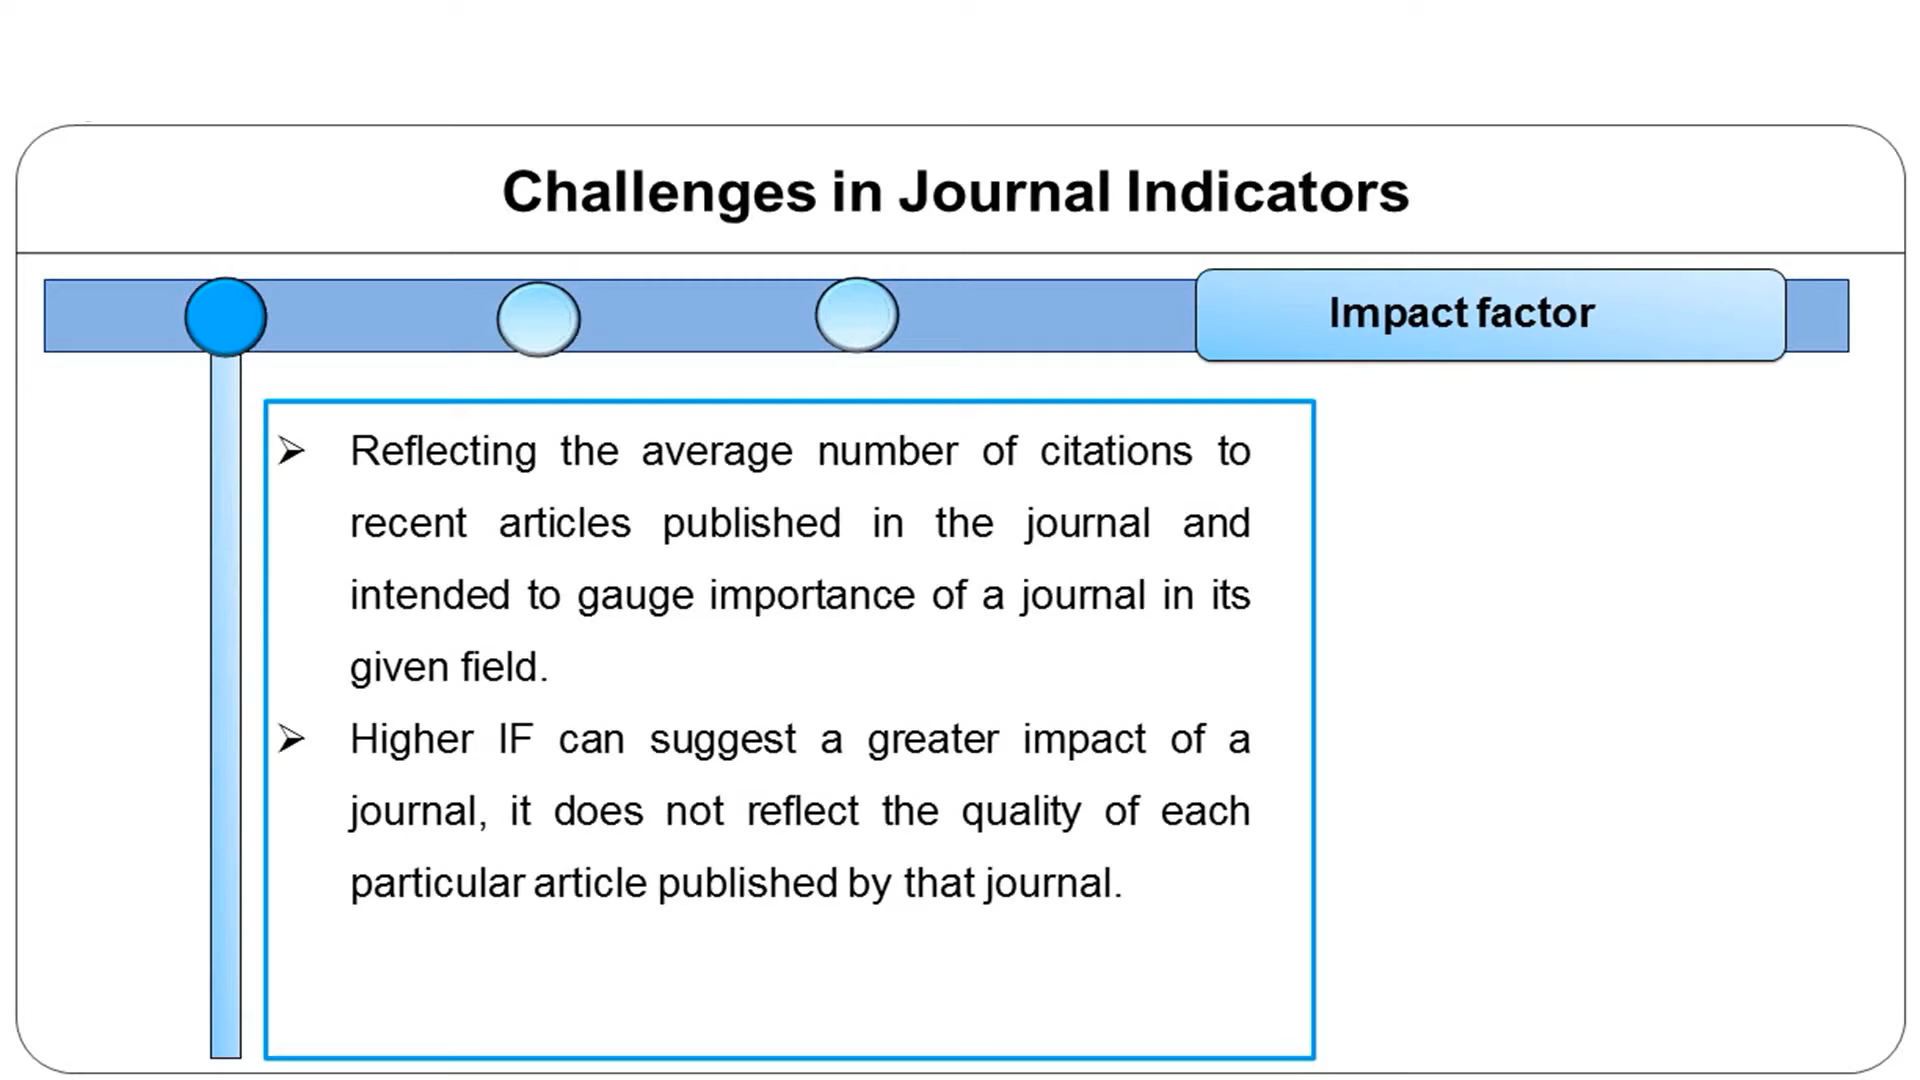 Challenges in Journal Indicators
Impact factor
➢ Reflecting the average number of citations to
recent articles published in the journal and
intended to gauge importance of a journal in its
given field.
➢ Higher IF can suggest a greater impact of a
journal, it does not reflect the quality of each
particular article published by that journal.